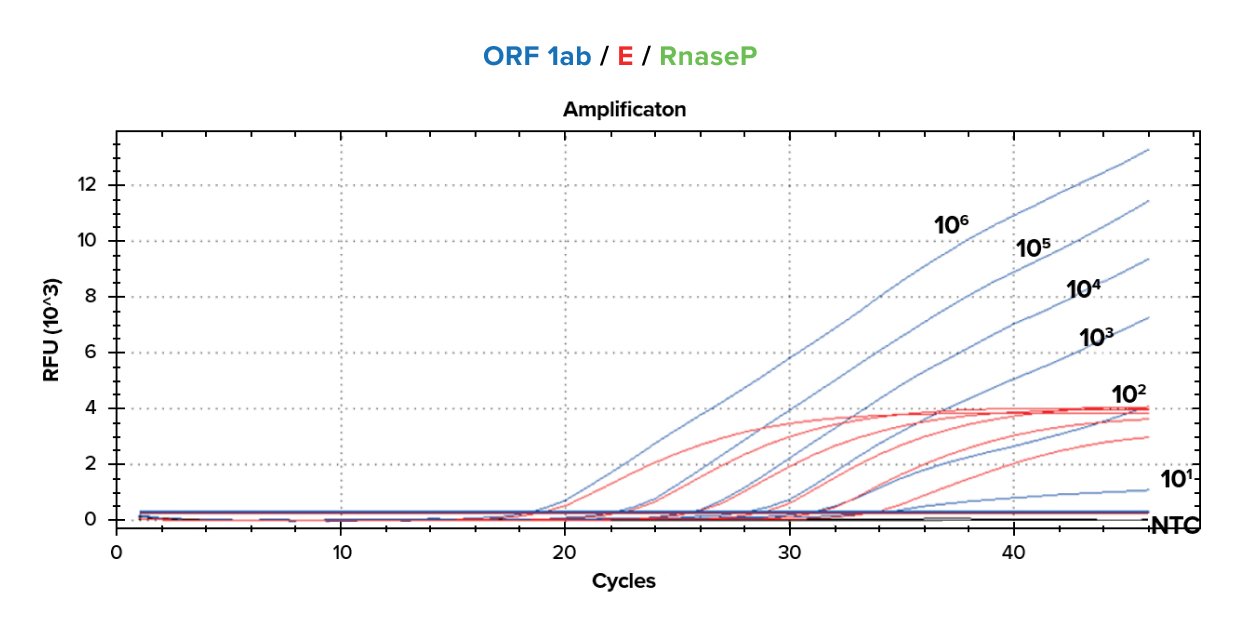 ORF 1ab / E / RnaseP
Amplificaton
RFU (10^3)
12
10
8
6
4
2
0
10⁶
10⁵
10⁴
10³
10²
10¹
NTC
0 10 20 30 40
Cycles